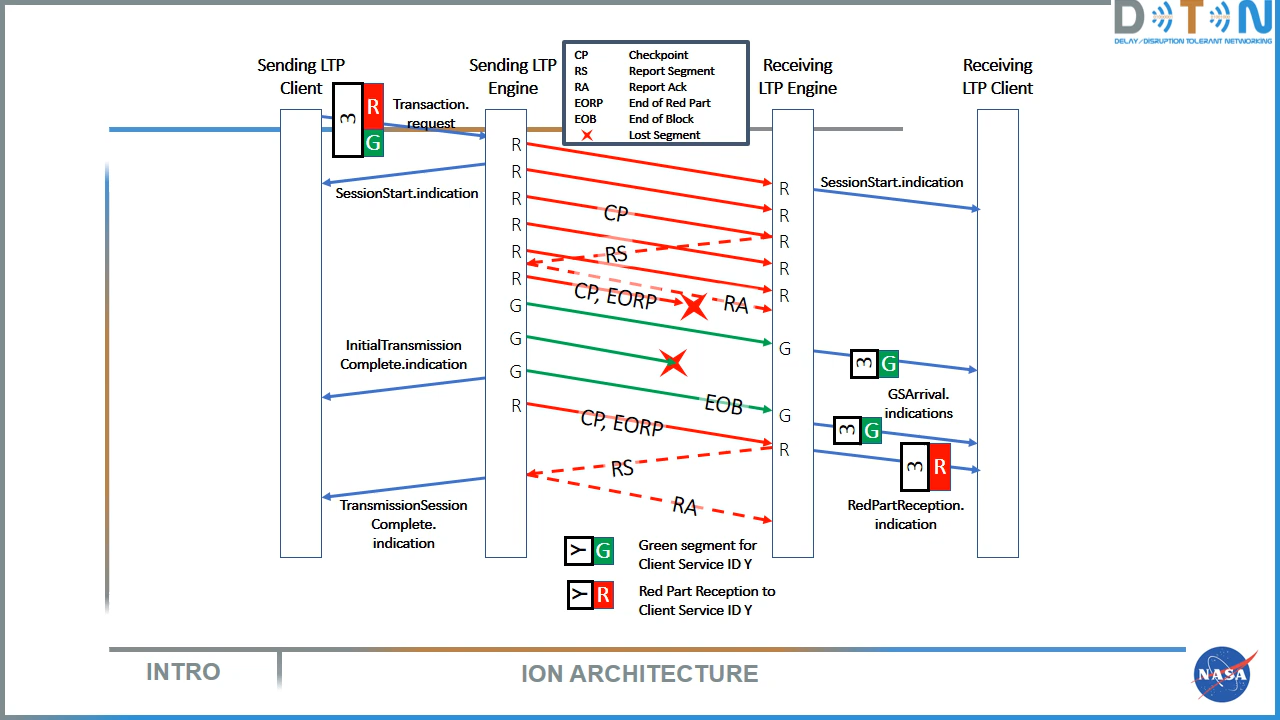 DTN
DELAY/DISRUPTION TOLERANT NETWORKING
Sending LTP
Client
Sending LTP
Engine
Receiving
LTP Engine
Receiving
LTP Client
CP Checkpoint
RS Report Segment
RA Report Ack
EORP End of Red Part
EOB End of Block
Lost Segment
3
R
G
Transaction.
request
SessionStart.indication
SessionStart.indication
R
R
R
R
R
R
G
G
G
R
CP
RS
CP, EORP
RA
EOB
CP, EORP
RS
RA
R
R
R
R
R
G
G
R
InitialTransmission
Complete.indication
TransmissionSession
Complete.
indication
3 G
GSArrival.
indications
3 G
3 R
RedPartReception.
indication
Y G
Green segment for
Client Service ID Y
Y R
Red Part Reception to
Client Service ID Y
INTRO
ION ARCHITECTURE
NASA